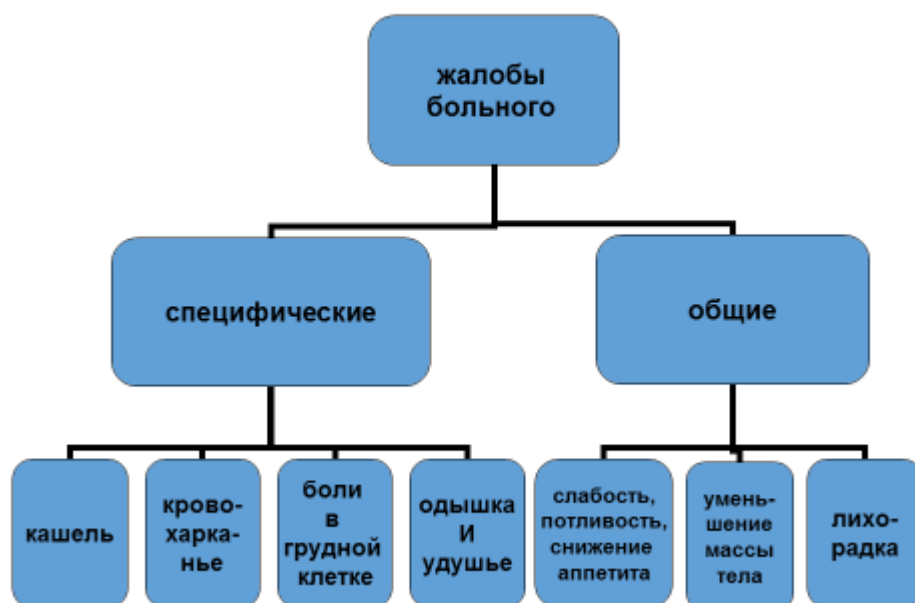 жалобы
больного
специфические
общие
кашель
крово-
харка-
нье
боли
в
грудной
клетке
одышка
И
удушье
слабость,
потливость,
снижение
аппетита
умень-
шение
массы
тела
лихо-
радка